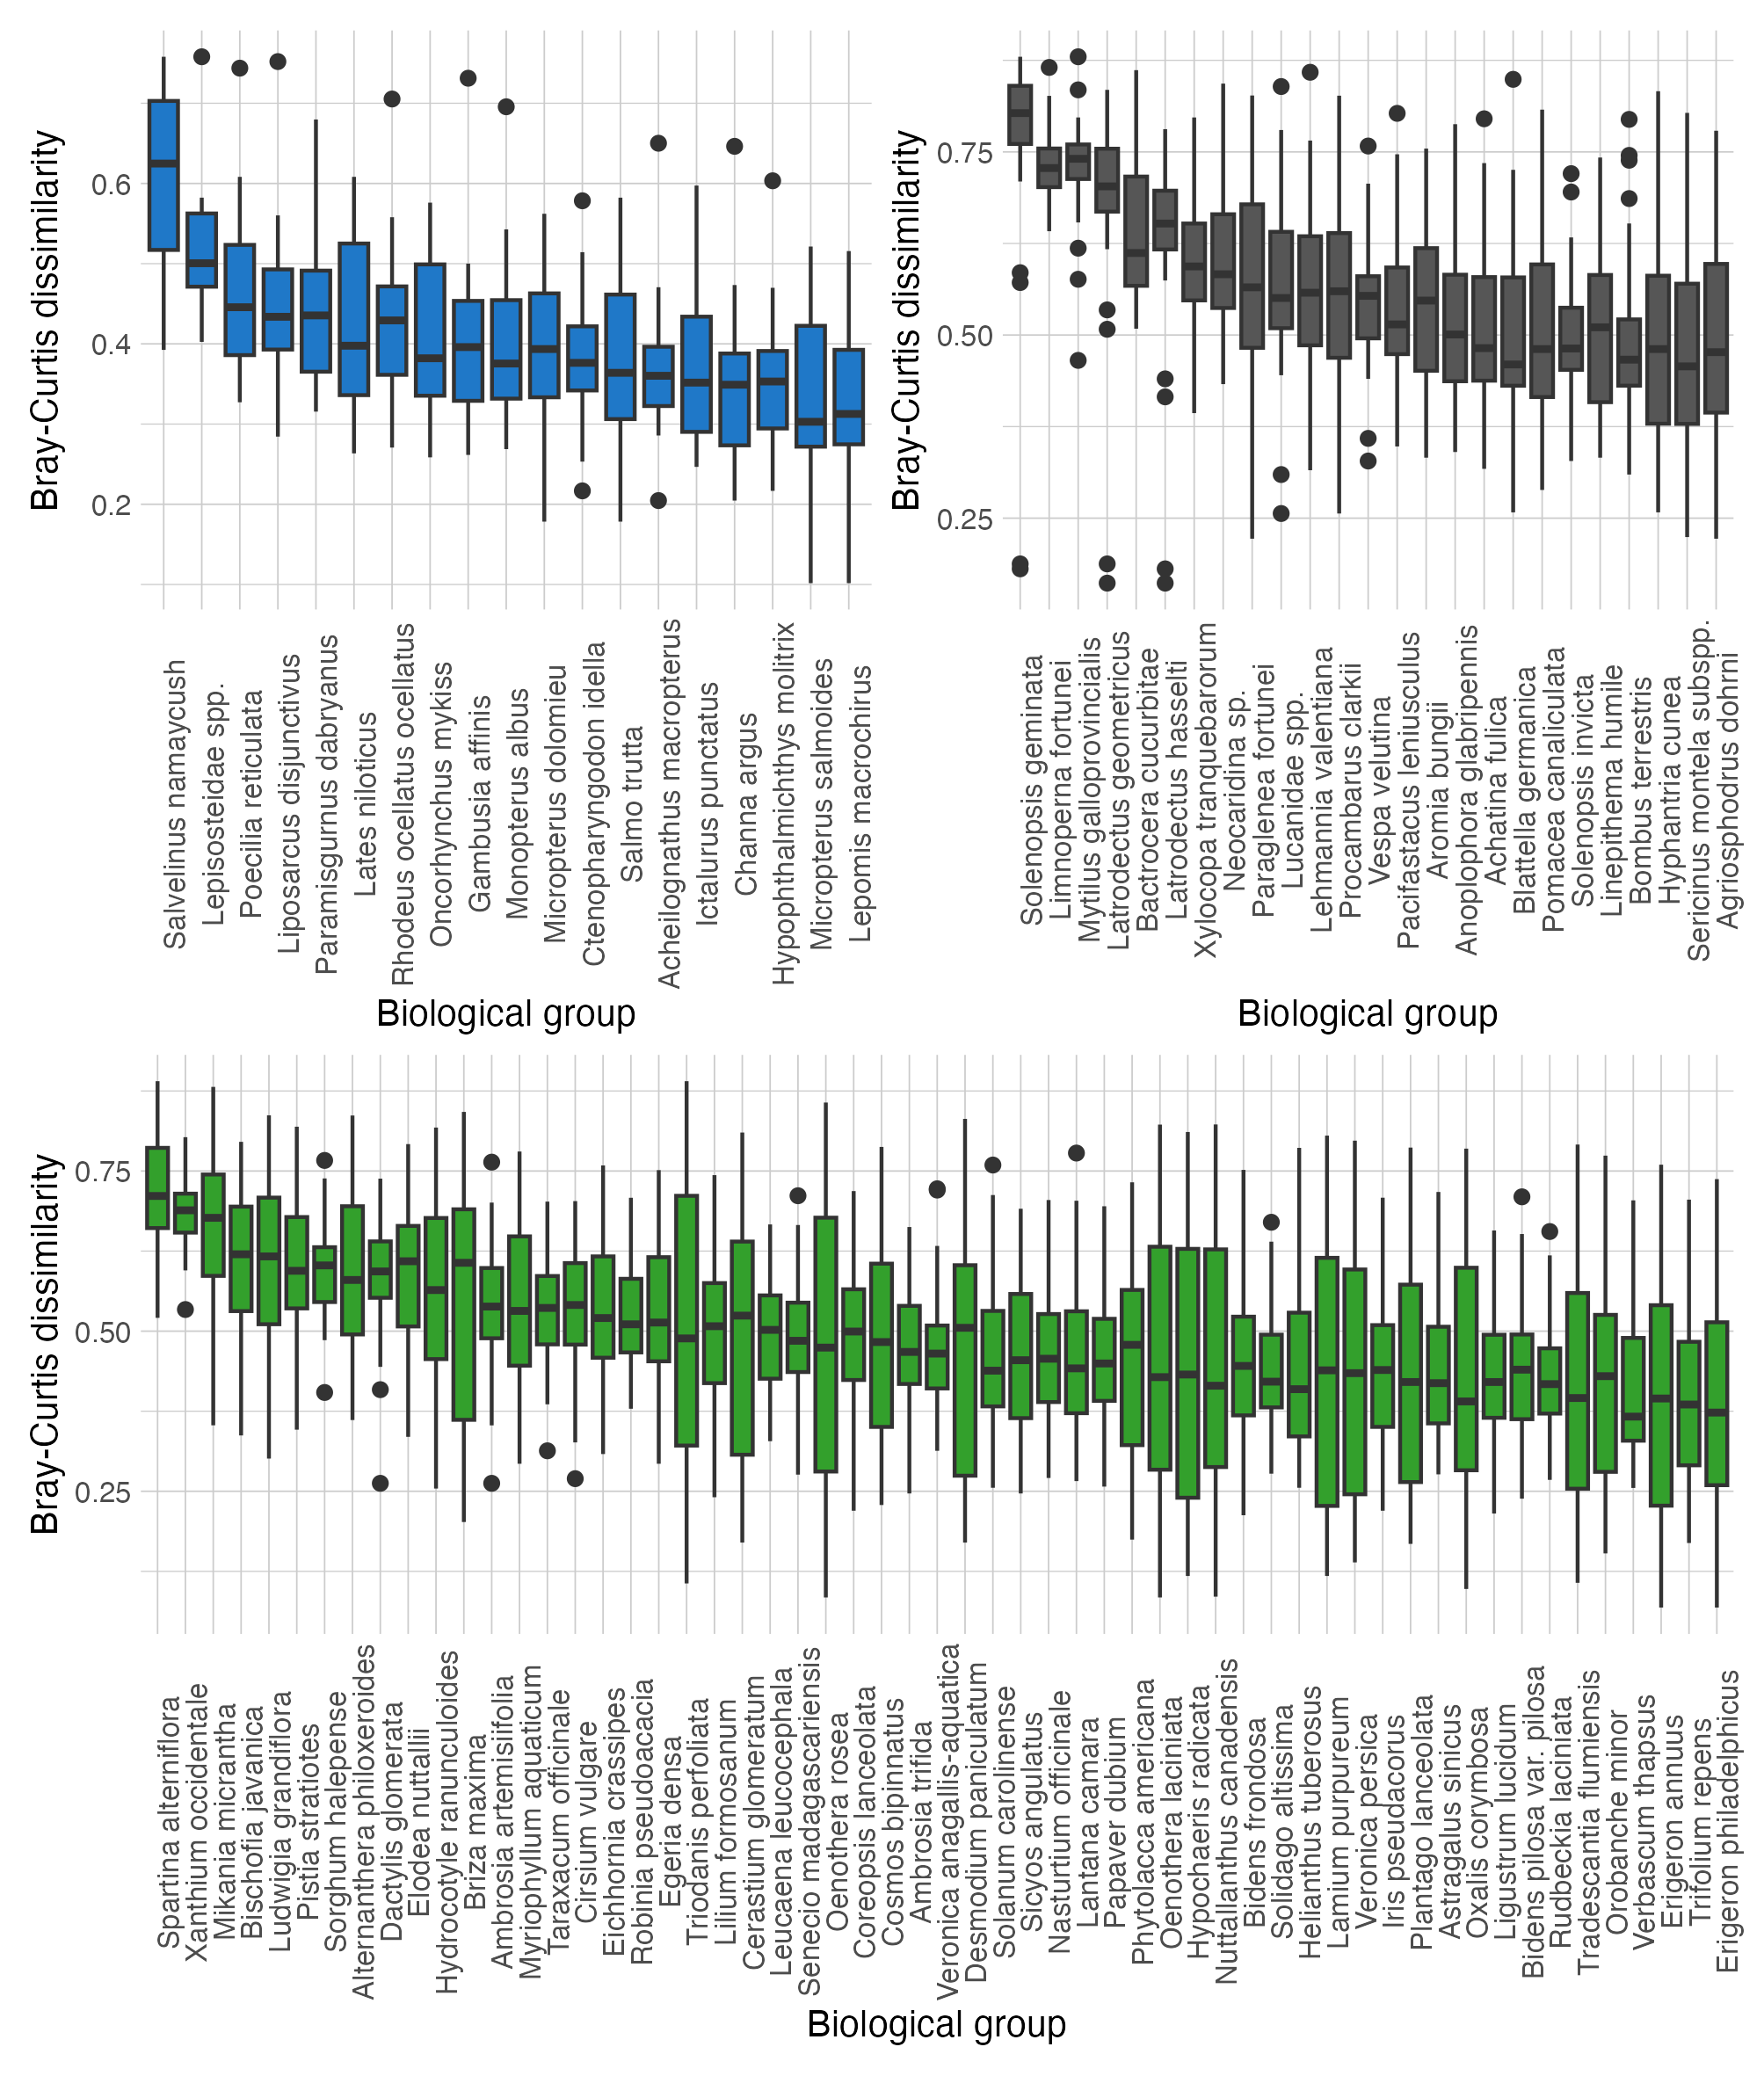 Bray-Curtis dissimilarity
0.6
0.4
0.2
Salvelinus namaycush
Lepisosteidae spp.
Poecilia reticulata
Liposarcus disjunctivus
Paramisgurnus dabryanus
Lates niloticus
Rhodeus ocellatus ocellatus
Oncorhynchus mykiss
Gambusia affinis
Monopterus albus
Micropterus dolomieu
Ctenopharyngodon idella
Salmo trutta
Acheilognathus macropterus
Ictalurus punctatus
Channa argus
Hypophthalmichthys molitrix
Micropterus salmoides
Lepomis macrochirus
Biological group
Bray-Curtis dissimilarity
0.75
0.50
0.25
Solenopsis geminata
Limnoperna fortunei
Mytilus galloprovincialis
Latrodectus geometricus
Bactrocera cucurbitae
Latrodectus hasselti
Xylocopa tranquebarorum
Neocaridina sp.
Paraglenea fortunei
Lucanidae spp.
Lehmannia valentiana
Procambarus clarkii
Vespa velutina
Pacifastacus leniusculus
Aromia bungii
Anoplophora glabripennis
Achatina fulica
Blattella germanica
Pomacea canaliculata
Solenopsis invicta
Linepithema humile
Bombus terrestris
Hyphantria cunea
Sericinus montela subspp.
Agriosphodrus dohrni
Biological group
Bray-Curtis dissimilarity
0.75
0.50
0.25
Spartina alterniflora
Xanthium occidentale
Mikania micrantha
Bischofia javanica
Ludwigia grandiflora
Pistia stratiotes
Sorghum halepense
Alternanthera philoxeroides
Dactylis glomerata
Elodea nuttallii
Hydrocotyle ranunculoides
Briza maxima
Ambrosia artemisiifolia
Myriophyllum aquaticum
Taraxacum officinale
Cirsium vulgare
Eichhornia crassipes
Robinia pseudoacacia
Egeria densa
Triodanis perfoliata
Lilium formosanum
Cerastium glomeratum
Leucaena leucocephala
Senecio madagascariensis
Oenothera rosea
Coreopsis lanceolata
Cosmos bipinnatus
Ambrosia trifida
Veronica anagallis-aquatica
Desmodium paniculatum
Solanum carolinense
Sicyos angulatus
Nasturtium officinale
Lantana camara
Papaver dubium
Phytolacca americana
Oenothera laciniata
Hypochaeris radicata
Nuttallanthus canadensis
Bidens frondosa
Solidago altissima
Helianthus tuberosus
Lamium purpureum
Veronica persica
Iris pseudacorus
Plantago lanceolata
Astragalus sinicus
Oxalis corymbosa
Ligustrum lucidum
Bidens pilosa var. pilosa
Rudbeckia laciniata
Tradescantia flumiensis
Orobanche minor
Verbascum thapsus
Erigeron annuus
Trifolium repens
Erigeron philadelphicus
Biological group